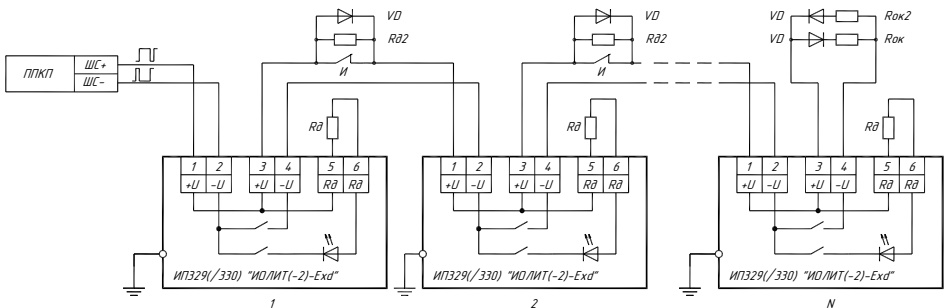 VD
VD
VD
Rок2
Rд2
Rд2
VD
Rок
ППКП
ШС+
ШС-
И
И
Rд
Rд
Rд
1 2 3 4 5 6
1 2 3 4 5 6
1 2 3 4 5 6
+U -U +U -U Rд Rд
+U -U +U -U Rд Rд
+U -U +U -U Rд Rд
ИП329(/330) "ИОЛИТ(-2)-Exd"
ИП329(/330) "ИОЛИТ(-2)-Exd"
ИП329(/330) "ИОЛИТ(-2)-Exd"
1
2
N